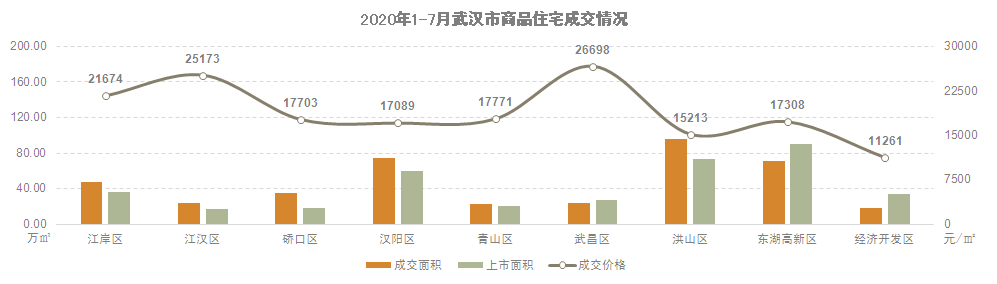 2020年1-7月武汉市商品住宅成交情况
200.00
160.00
120.00
80.00
40.00
0.00
万㎡
30000
22500
15000
7500
0
元/㎡
21674
25173
17703
17089
17771
26698
15213
17308
11261
江岸区
江汉区
硚口区
汉阳区
青山区
武昌区
洪山区
东湖高新区
经济开发区
成交面积
上市面积
成交价格